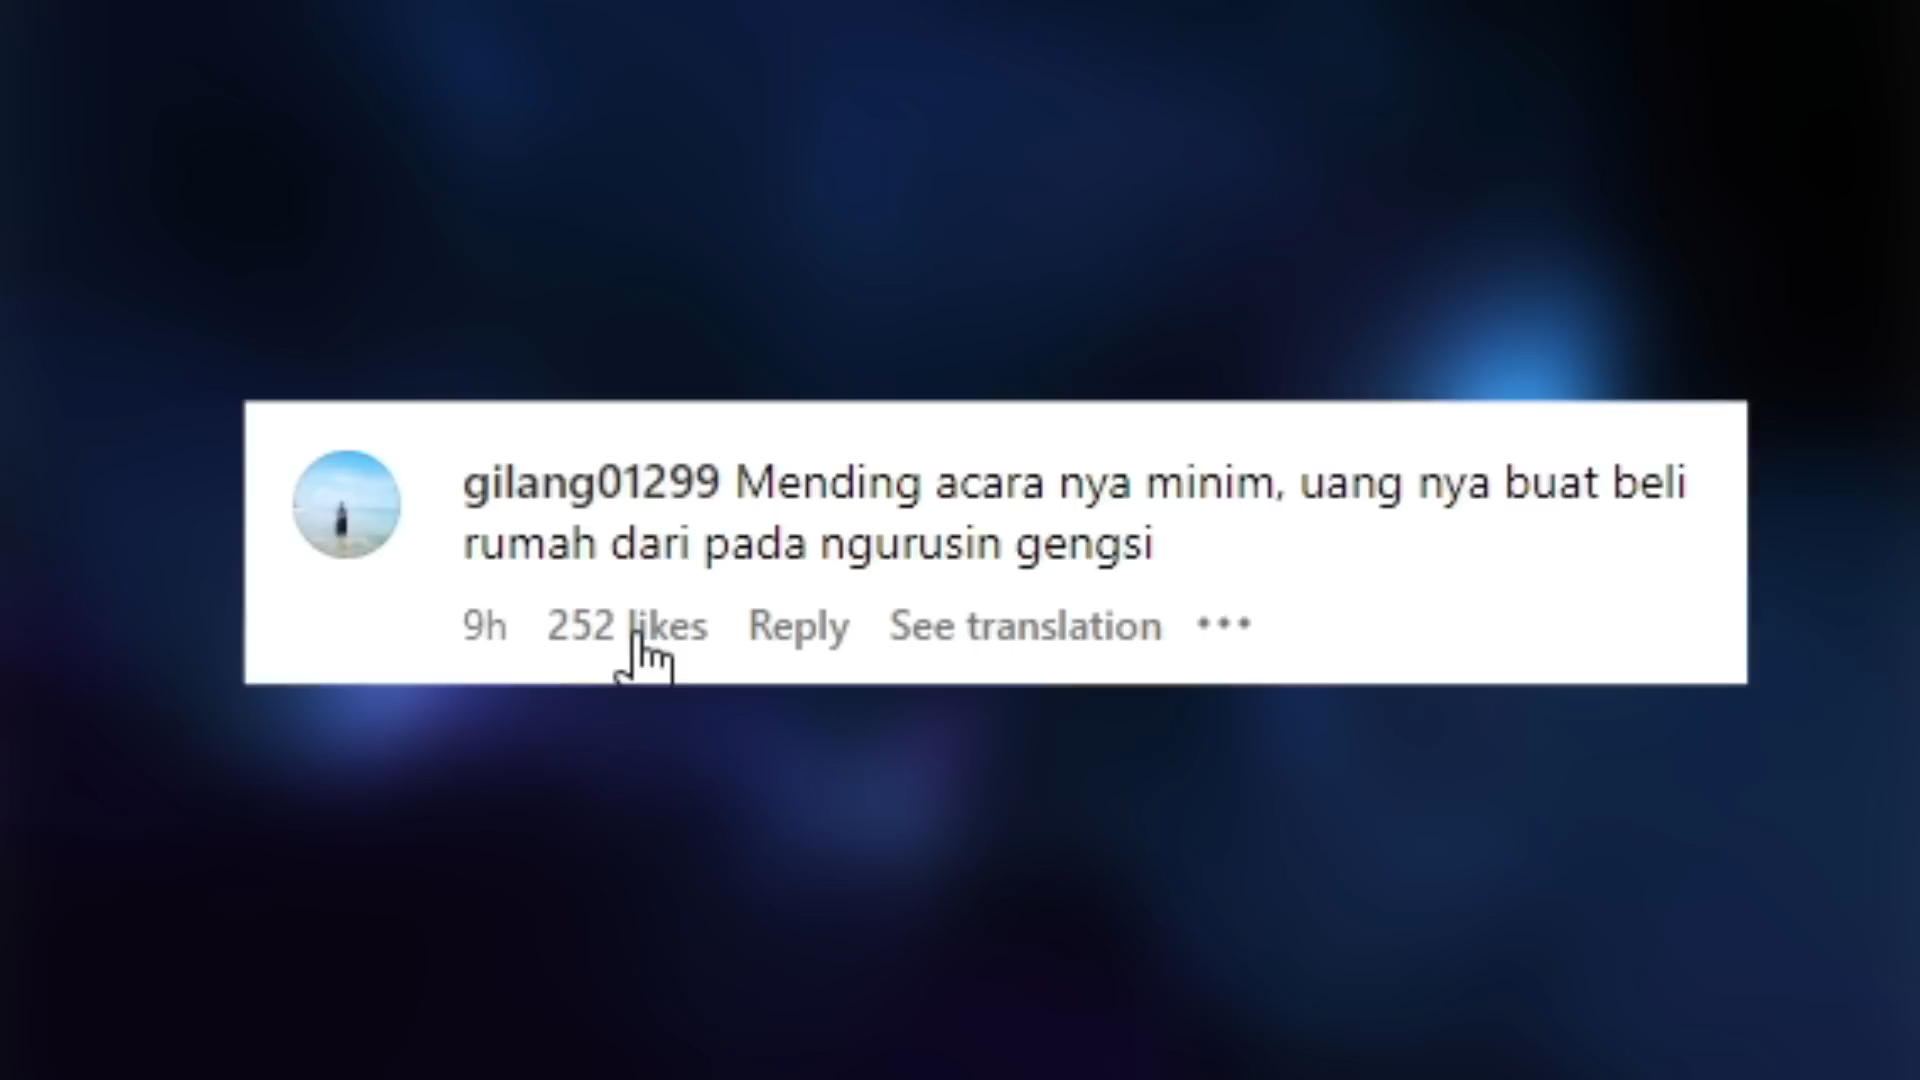 gilang01299 Mending acara nya minim, uang nya buat beli
rumah dari pada ngurusin gengsi
9h 252 likes Reply See translation •••